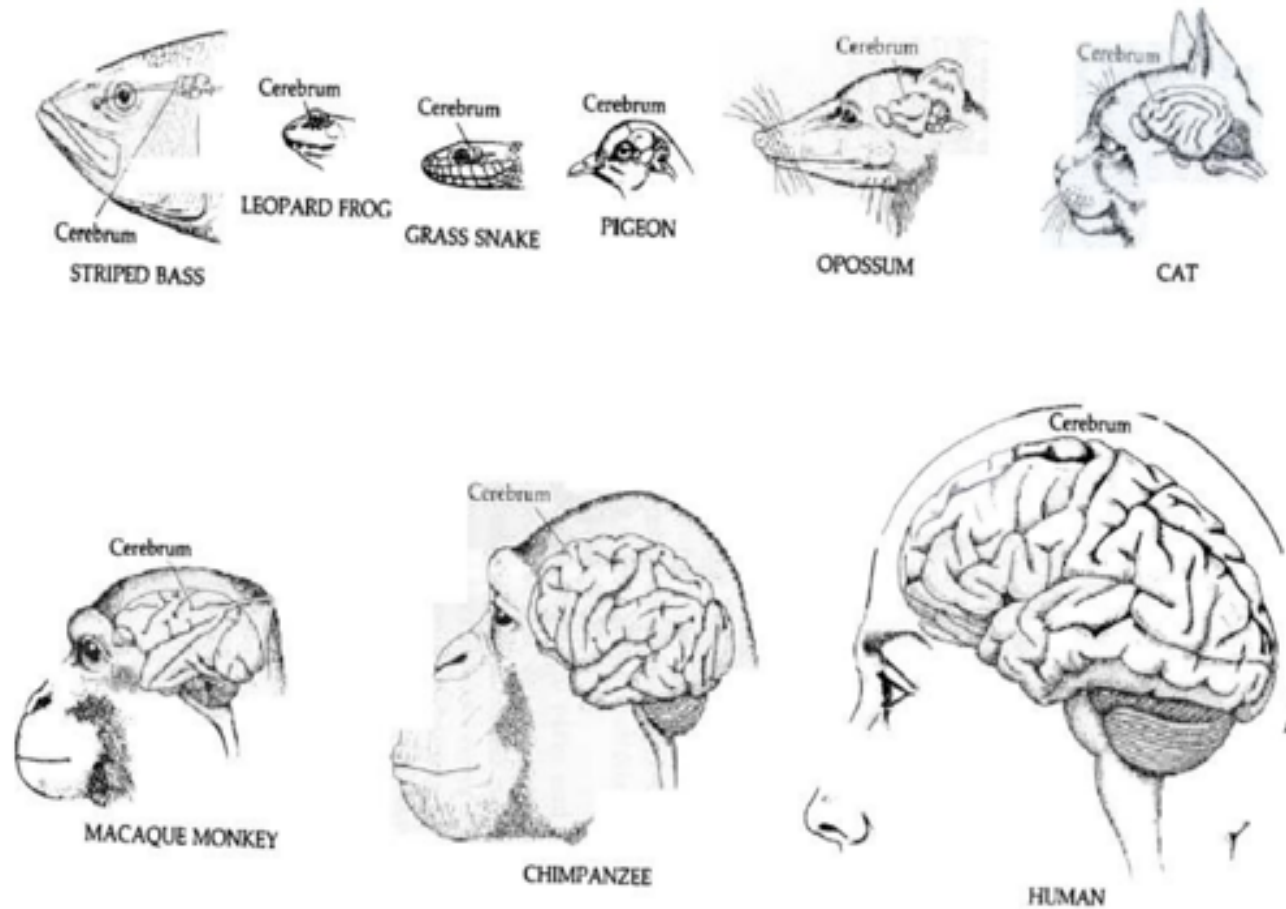 Cerebrum
STRIPED BASS
Cerebrum
LEOPARD FROG
Cerebrum
GRASS SNAKE
Cerebrum
PIGEON
Cerebrum
OPOSSUM
Cerebrum
CAT
Cerebrum
MACAQUE MONKEY
Cerebrum
CHIMPANZEE
Cerebrum
HUMAN